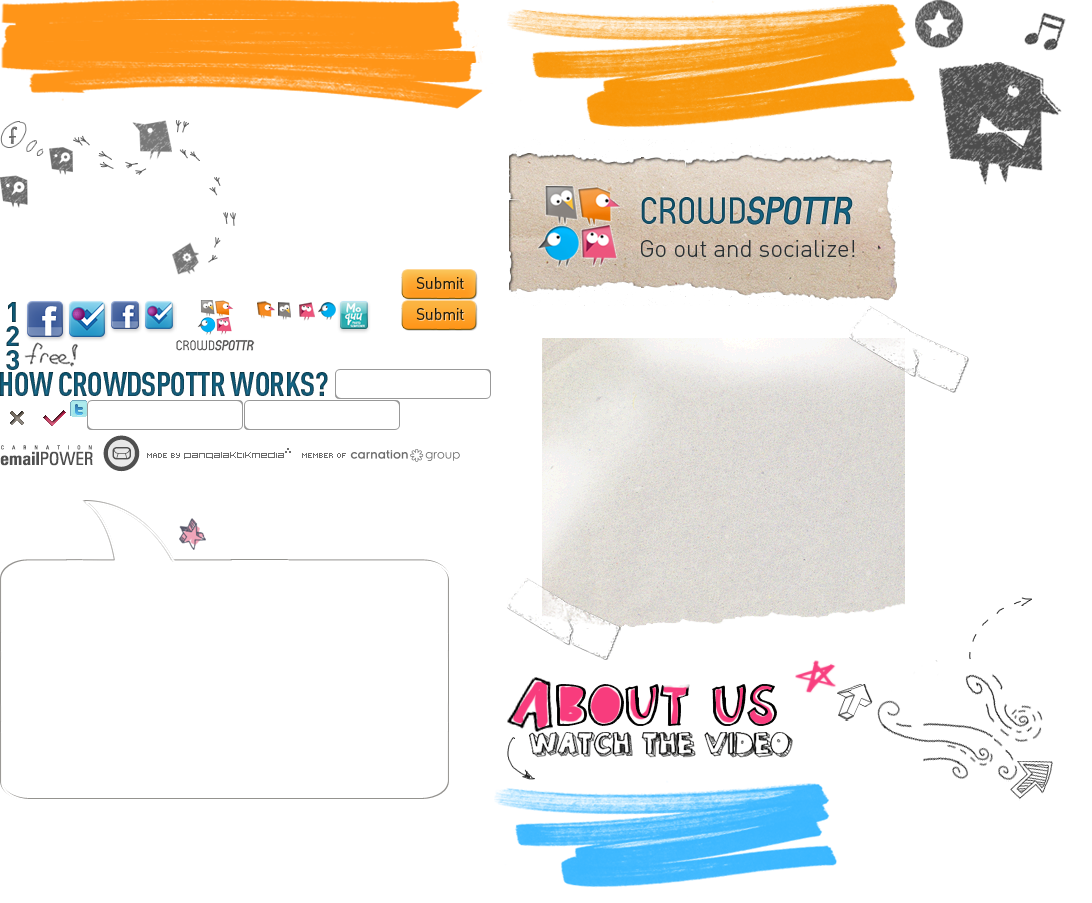 CROWDSPOTTR
Go out and socialize!
Submit
Submit
1
2
3
free!
Moquu
CROWDSPOTTR
HOW CROWDSPOTTR WORKS?
CARNATION
emailPOWER
MADE BY pangalaktikmedia
MEMBER OF carnation group
ABOUT US
WATCH THE VIDEO